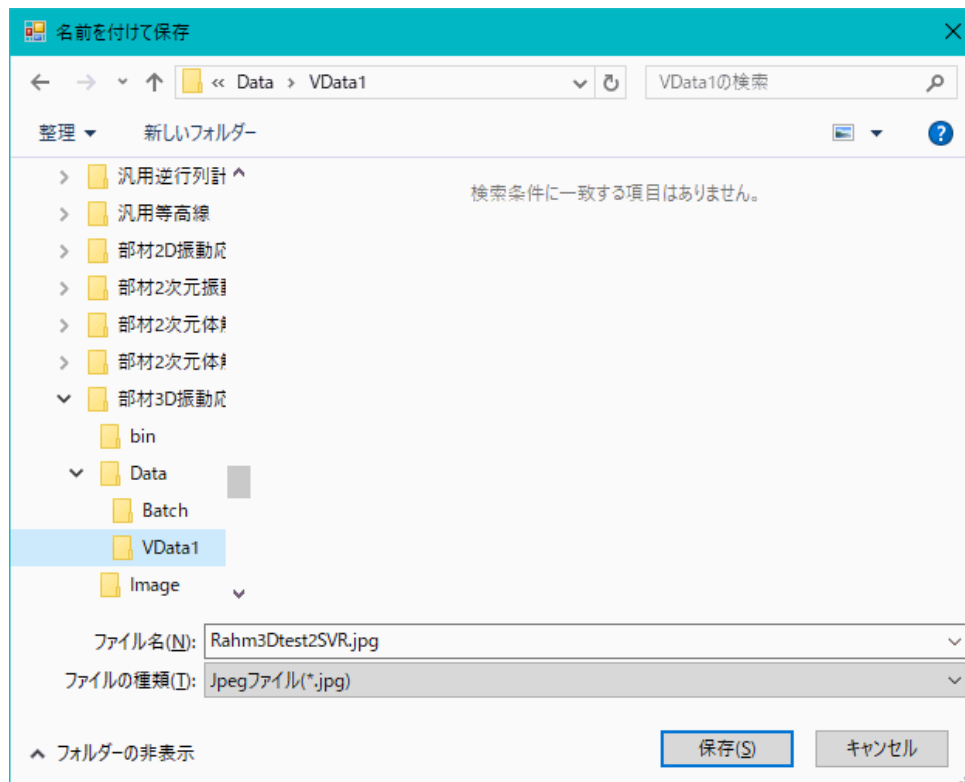 名前を付けて保存
« Data > VData1
VData1の検索
整理
新しいフォルダー
汎用逆行列計
汎用等高線
部材2D振動応
部材2次元振
部材2次元体
部材2次元体
部材3D振動応
bin
Data
Batch
VData1
Image
検索条件に一致する項目はありません。
ファイル名(N): Rahm3Dtest2SVR.jpg
ファイルの種類(T): Jpegファイル(*.jpg)
フォルダーの非表示
保存(S)
キャンセル